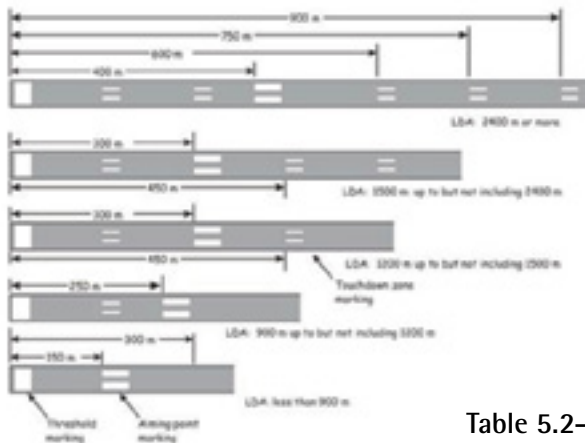 900 m
750 m
600 m
400 m
LDA: 2400 m or more
300 m
450 m
LDA: 1500 m up to but not including 2400 m
300 m
450 m
LDA: 1200 m up to but not including 1500 m
Touchdown zone
marking
250 m
LDA: 900 m up to but not including 1200 m
300 m
150 m
LDA: less than 900 m
Threshold
marking
Aiming point
marking
Table 5.2-